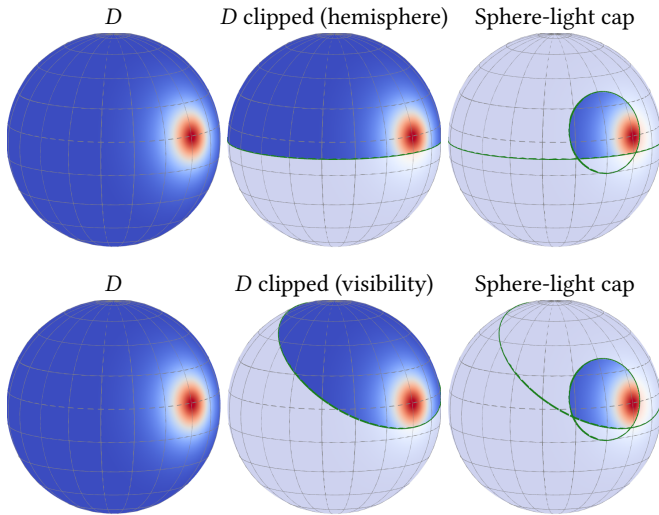 D
D clipped (hemisphere)
Sphere-light cap
D
D clipped (visibility)
Sphere-light cap